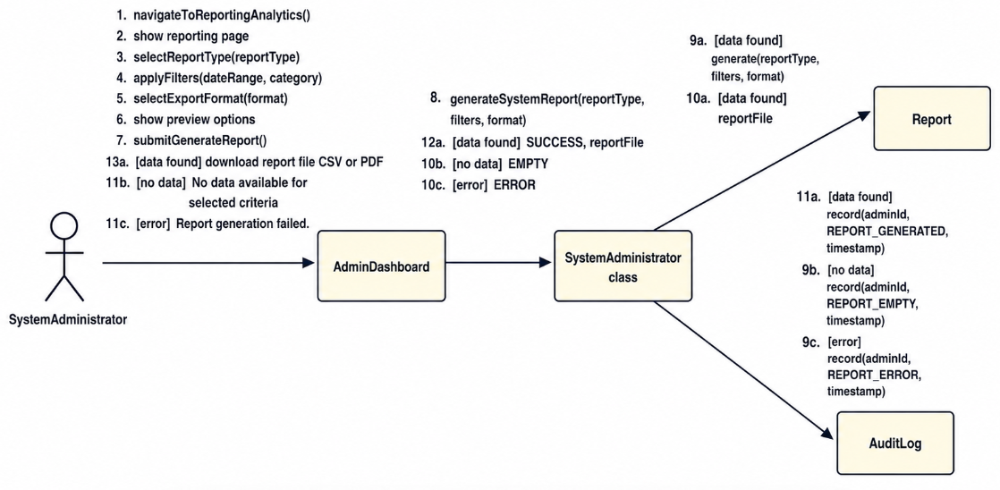 1. navigateToReportingAnalytics()
2. show reporting page
3. selectReportType(reportType)
4. applyFilters(dateRange, category)
5. selectExportFormat(format)
6. show preview options
7. submitGenerateReport()
13a. [data found] download report file CSV or PDF
11b. [no data] No data available for
selected criteria
11c. [error] Report generation failed.
SystemAdministrator
AdminDashboard
8. generateSystemReport(reportType,
filters, format)
12a. [data found] SUCCESS, reportFile
10b. [no data] EMPTY
10c. [error] ERROR
SystemAdministrator
class
9a. [data found]
generate(reportType,
filters, format)
10a. [data found]
reportFile
Report
11a. [data found]
record(adminId,
REPORT_GENERATED,
timestamp)
9b. [no data]
record(adminId,
REPORT_EMPTY,
timestamp)
9c. [error]
record(adminId,
REPORT_ERROR,
timestamp)
AuditLog